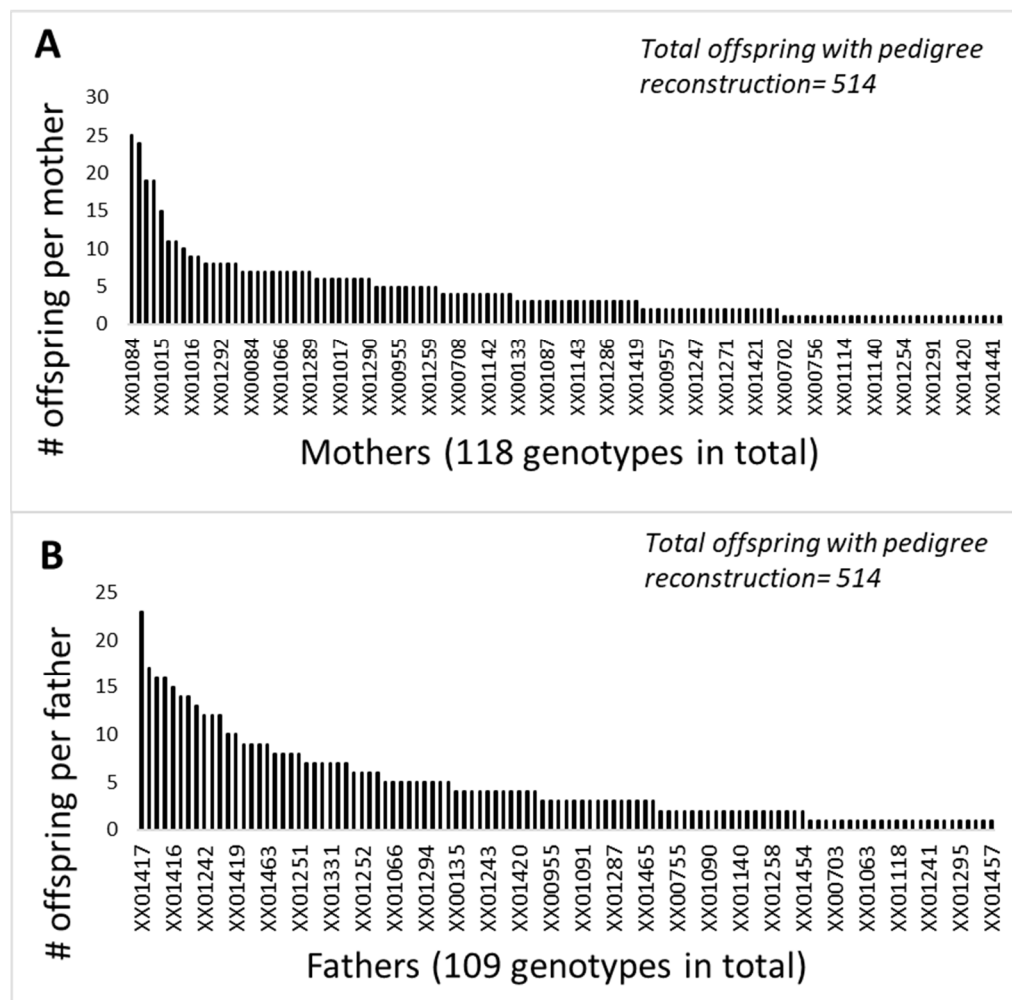 A
Total offspring with pedigree
reconstruction= 514
# offspring per mother
30
25
20
15
10
5
0
XX01084
XX01015
XX01016
XX01292
XX00084
XX01066
XX01289
XX01017
XX01290
XX00955
XX01259
XX00708
XX01142
XX00133
XX01087
XX01143
XX01286
XX01419
XX00957
XX01247
XX01271
XX01421
XX00702
XX00756
XX01114
XX01140
XX01254
XX01291
XX01420
XX01441
Mothers (118 genotypes in total)
B
Total offspring with pedigree
reconstruction= 514
# offspring per father
25
20
15
10
5
0
XX01417
XX01416
XX01242
XX01419
XX01463
XX01251
XX01331
XX01252
XX01066
XX01294
XX00135
XX01243
XX01420
XX00955
XX01091
XX01287
XX01465
XX00755
XX01090
XX01140
XX01258
XX01454
XX00703
XX01063
XX01118
XX01241
XX01295
XX01457
Fathers (109 genotypes in total)